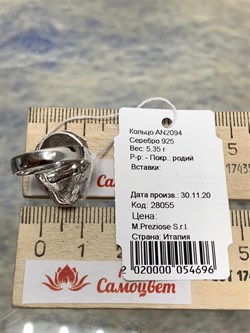 Кольцо AN2094
Серебро 925
Вес: 5.35 г
Р-р: - Покр.: родий
Вставки:
Дата произв.: 30.11.20
Код: 28055
Цена:
M.Preziose S.r.l.
Страна: Италия
020000 054696
Самоцвет
Самоцвет